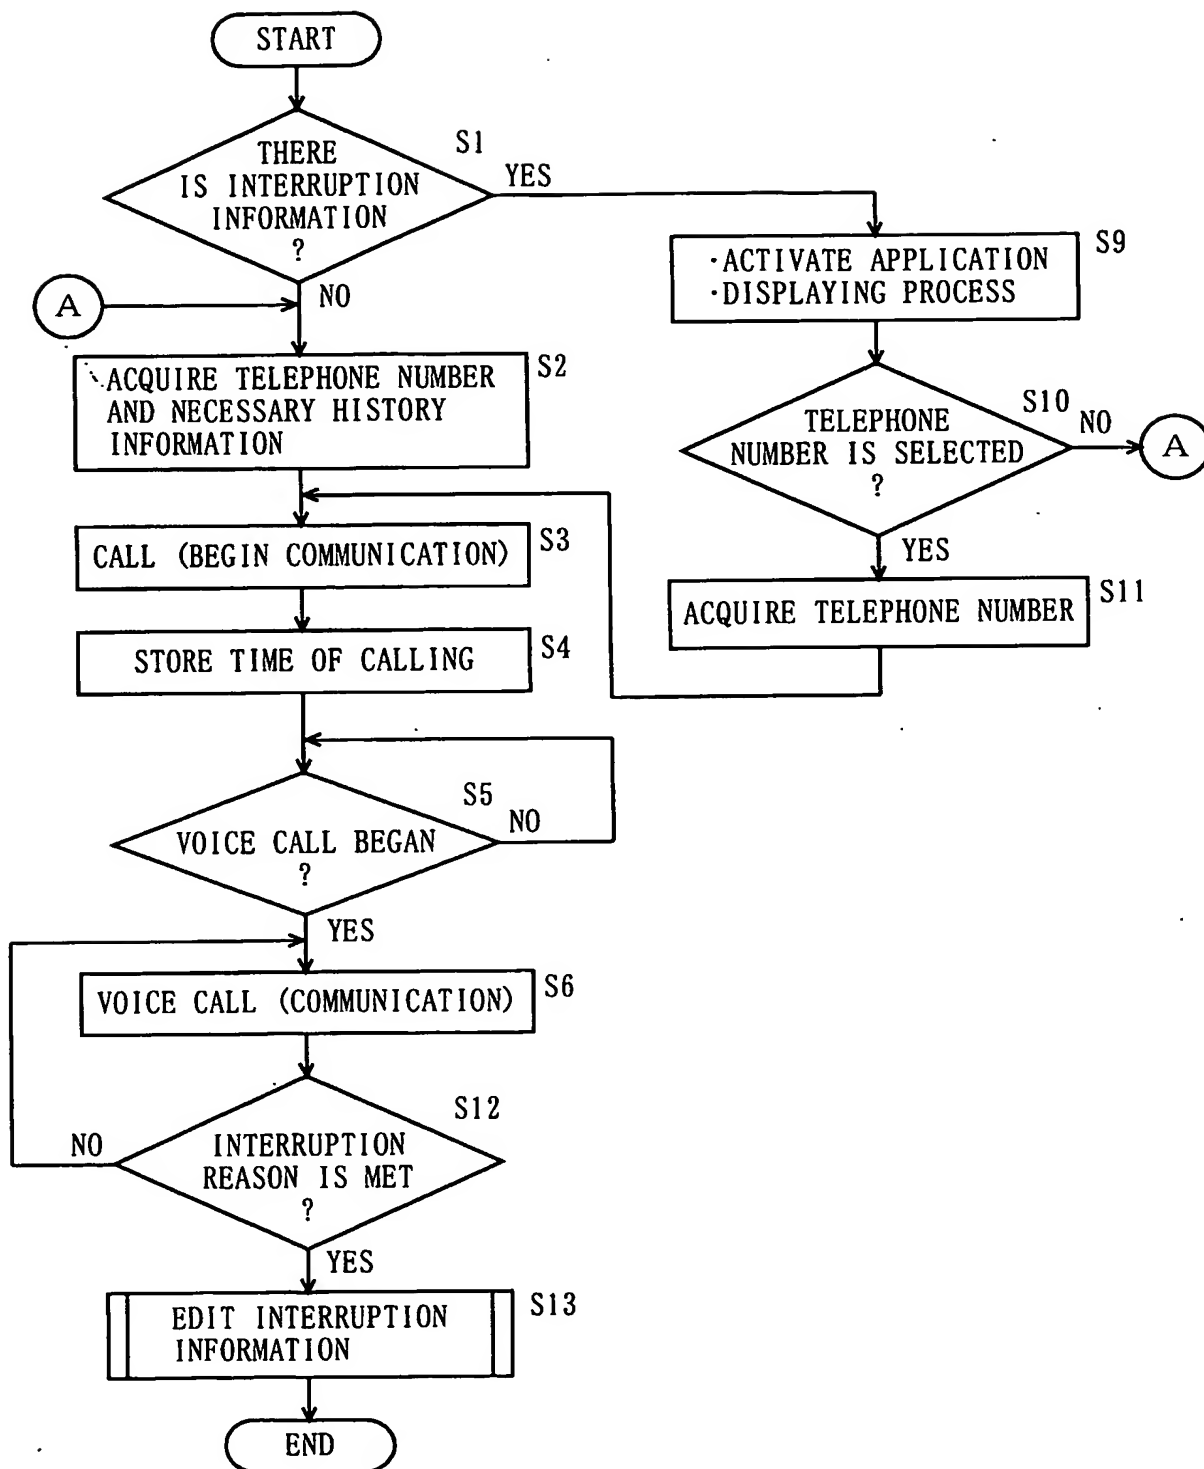 START
S1
THERE
IS INTERRUPTION
INFORMATION
?
YES
NO
A
S9
·ACTIVATE APPLICATION
·DISPLAYING PROCESS
S2
ACQUIRE TELEPHONE NUMBER
AND NECESSARY HISTORY
INFORMATION
S10
TELEPHONE
NUMBER IS SELECTED
?
NO
A
YES
S3
CALL (BEGIN COMMUNICATION)
S11
ACQUIRE TELEPHONE NUMBER
S4
STORE TIME OF CALLING
S5
NO
VOICE CALL BEGAN
?
YES
S6
VOICE CALL (COMMUNICATION)
S12
NO
INTERRUPTION
REASON IS MET
?
YES
S13
EDIT INTERRUPTION
INFORMATION
END